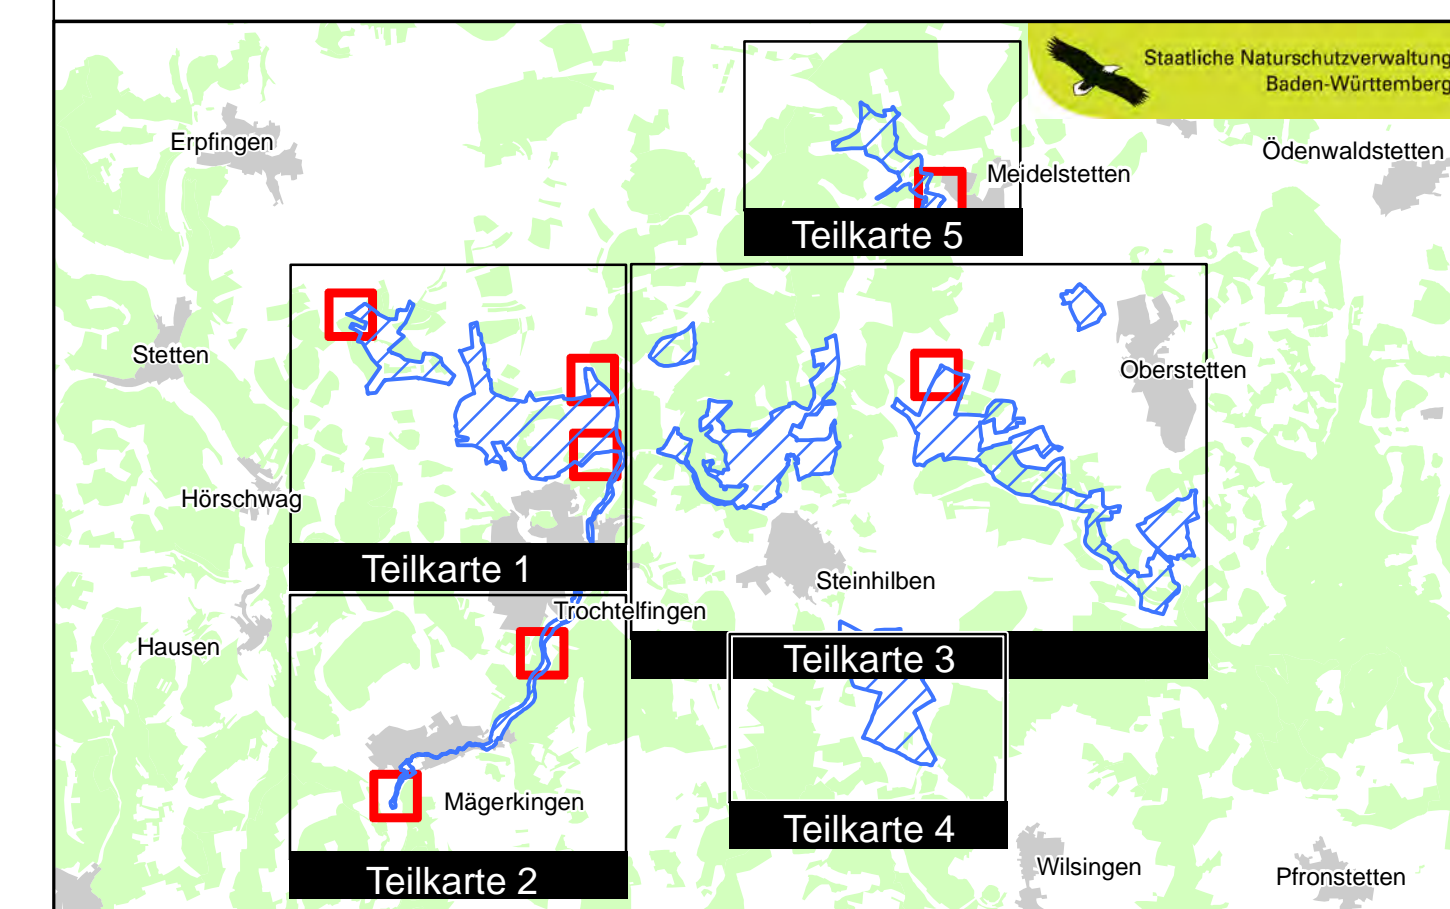 Staatliche Naturschutzverwaltung
Baden-Württemberg
Erpfingen
Ödenwaldstetten
Meidelstetten
Teilkarte 5
Stetten
Oberstetten
Hörschwag
Teilkarte 1
Steinhilben
Trochtelfingen
Hausen
Teilkarte 3
Mägerkingen
Teilkarte 4
Wilsingen
Teilkarte 2
Pfronstetten